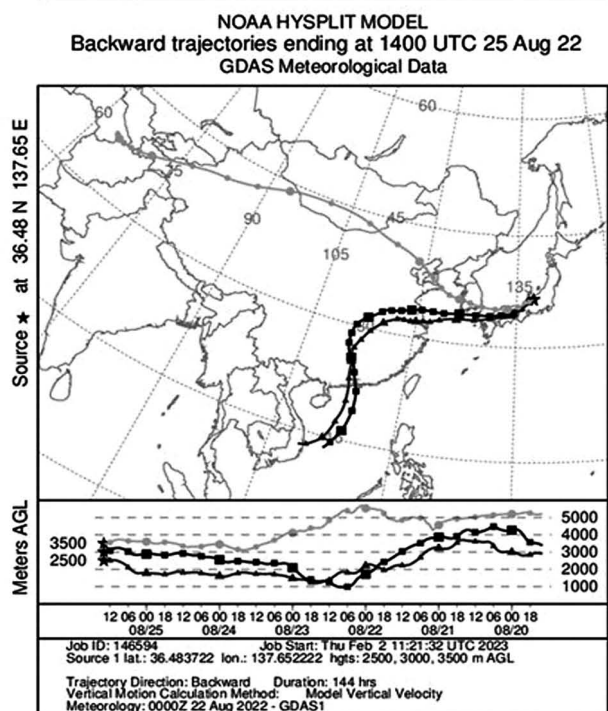 NOAA HYSPLIT MODEL
Backward trajectories ending at 1400 UTC 25 Aug 22
GDAS Meteorological Data
Source ★ at 36.48 N 137.65 E
60
60
75
45
90
105
120
135
Meters AGL
3500
2500
5000
4000
3000
2000
1000
12 06 00 18 12 06 00 18 12 06 00 18 12 06 00 18 12 06 00 18 12 06 00 18
08/25 08/24 08/23 08/22 08/21 08/20
Job ID: 146594 Job Start: Thu Feb 2 11:21:32 UTC 2023
Source 1 lat.: 36.483722 lon.: 137.652222 hgts: 2500, 3000, 3500 m AGL
Trajectory Direction: Backward Duration: 144 hrs
Vertical Motion Calculation Method: Model Vertical Velocity
Meteorology: 0000Z 22 Aug 2022 - GDAS1